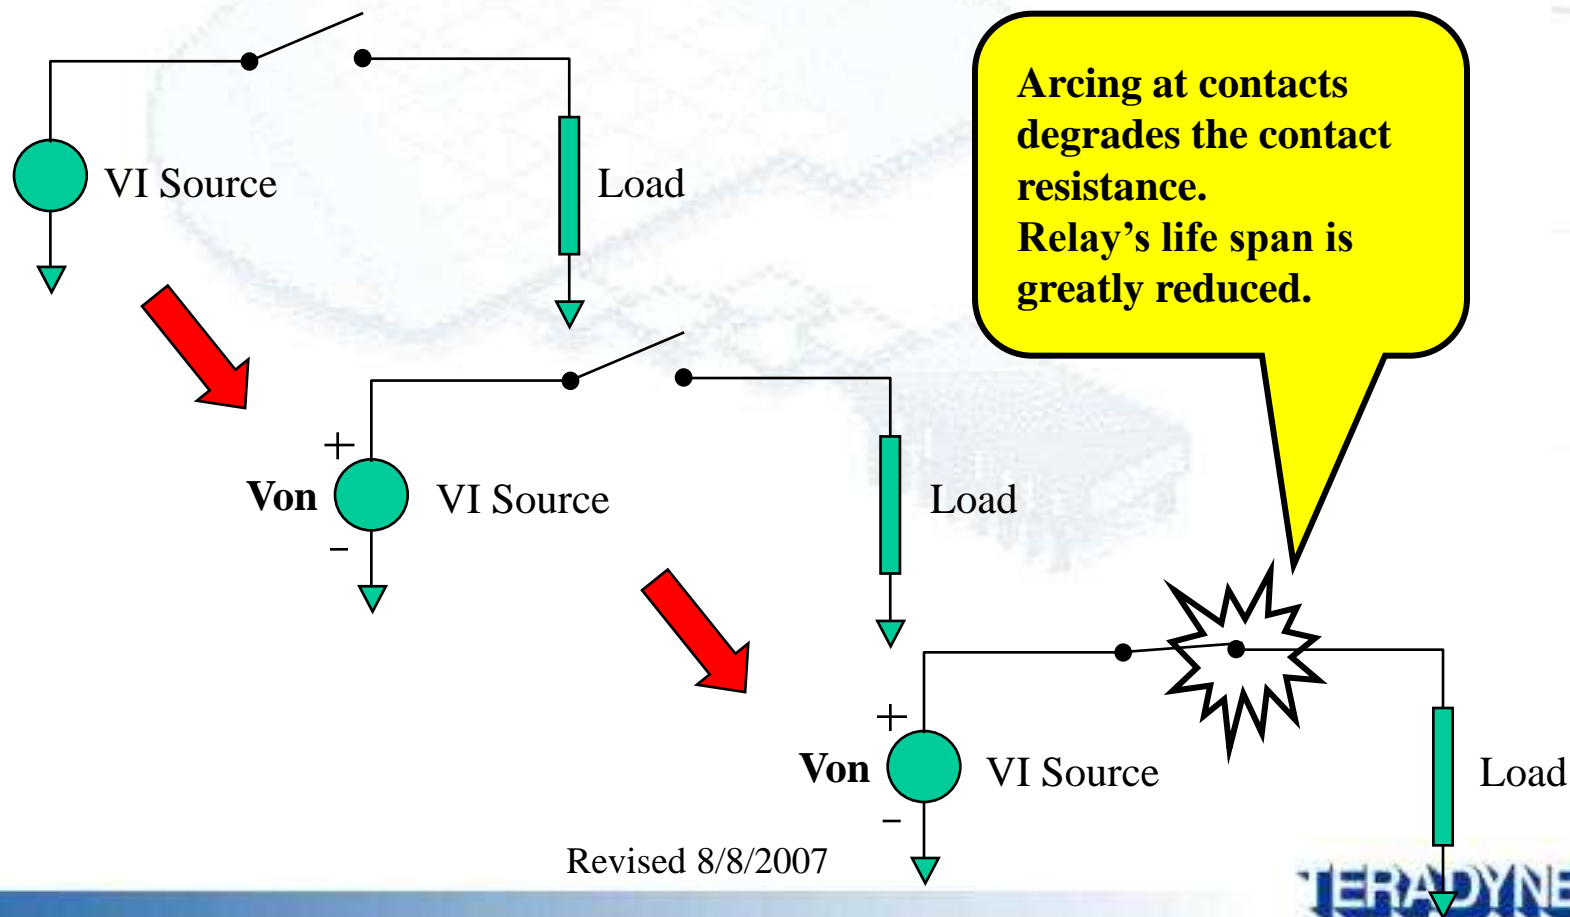 Arcing at contacts
degrades the contact
resistance.
Relay’s life span is
greatly reduced.
VI Source
Load
+
Von
VI Source
-
Load
+
Von
VI Source
-
Load
Revised 8/8/2007
TERADYNE